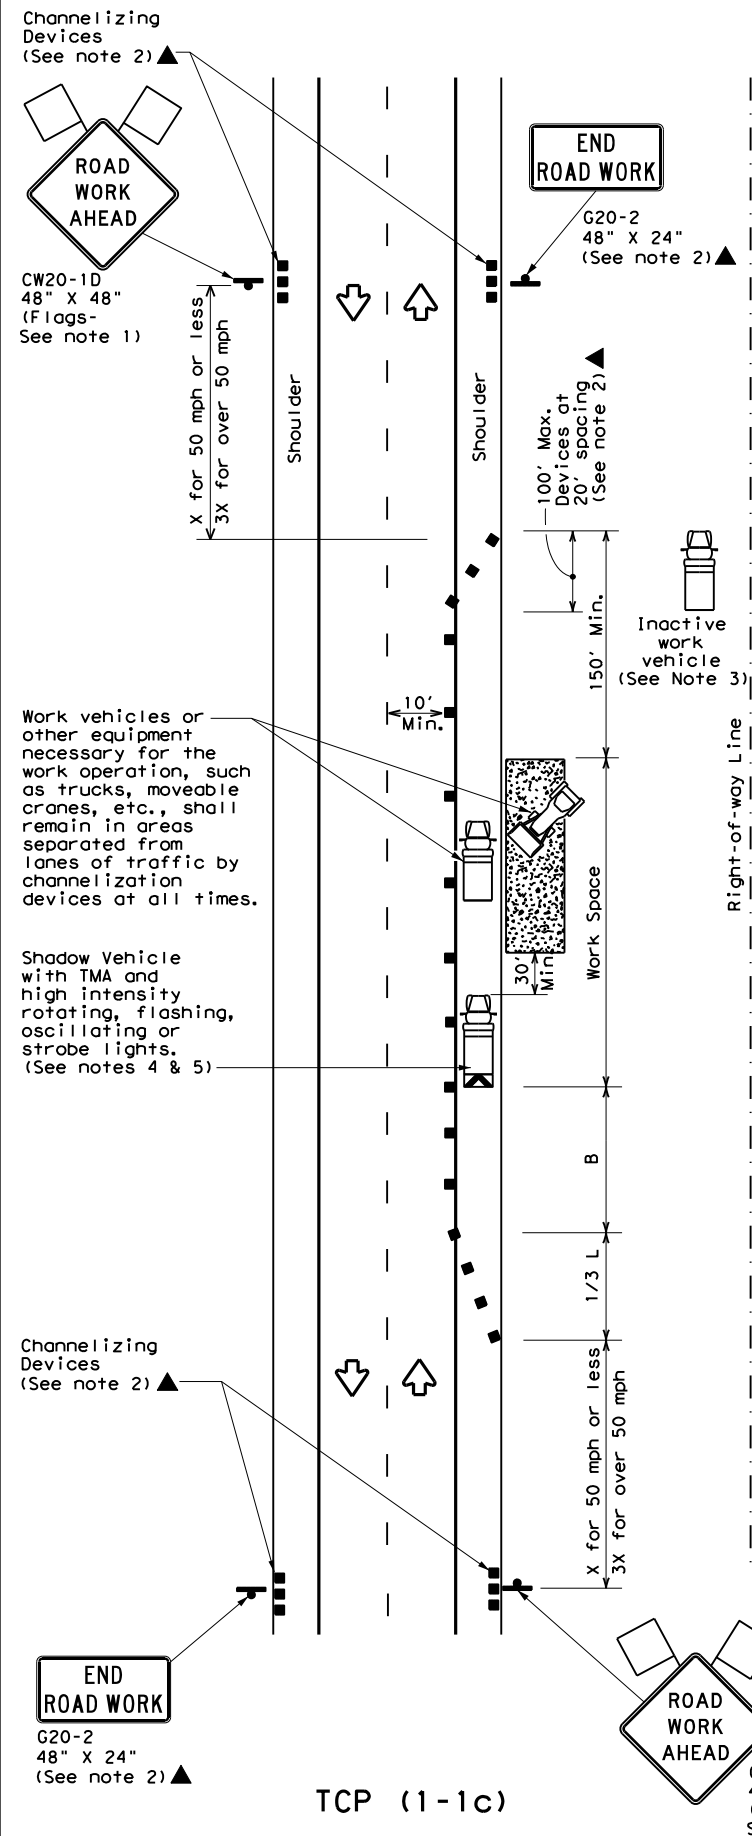 Channelizing
Devices
(See note 2)
ROAD
WORK
AHEAD
CW20-1D
48" X 48"
(Flags-
See note 1)
END
ROAD WORK
G20-2
48" X 24"
(See note 2)
X for 50 mph or less
3X for over 50 mph
Shoulder
Shoulder
100' Max.
Devices at
20' spacing
(See note 2)
150' Min.
Inactive
work
vehicle
(See Note 3)
10'
Min.
Work vehicles or
other equipment
necessary for the
work operation, such
as trucks, moveable
cranes, etc., shall
remain in areas
separated from
lanes of traffic by
channelization
devices at all times.
Right-of-way Line
Work Space
30'
Min.
Shadow Vehicle
with TMA and
high intensity
rotating, flashing,
oscillating or
strobe lights.
(See notes 4 & 5)
B
1/3 L
Channelizing
Devices
(See note 2)
X for 50 mph or less
3X for over 50 mph
END
ROAD WORK
G20-2
48" X 24"
(See note 2)
ROAD
WORK
AHEAD
TCP (1-1c)